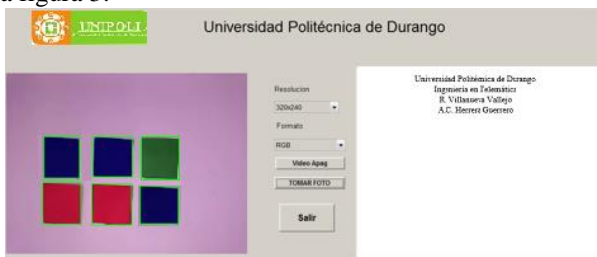 a figura 3.
UNIPOLI
Universidad Politécnica de Durango
Resolucion
320x240
Formato
RGB
Video Apag
TOMAR FOTO
Salir
Universidad Politécnica de Durango
Ingeniería en Telemática
R. Villanueva Vallejo
A.C. Herrera Guerrero